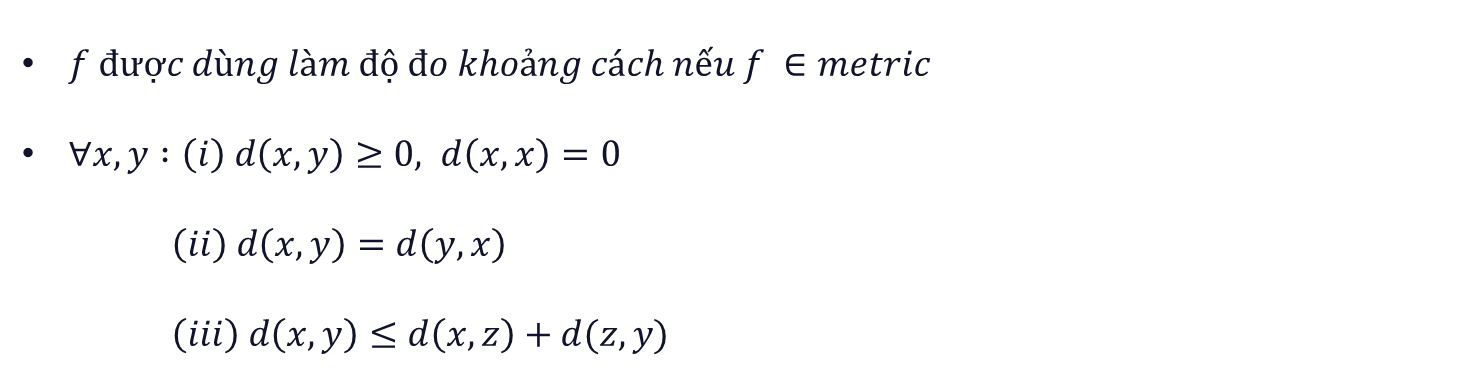 • f được dùng làm độ đo khoảng cách nếu f ∈ metric
• ∀x, y : (i) d(x, y) ≥ 0, d(x, x) = 0
(ii) d(x, y) = d(y, x)
(iii) d(x, y) ≤ d(x, z) + d(z, y)